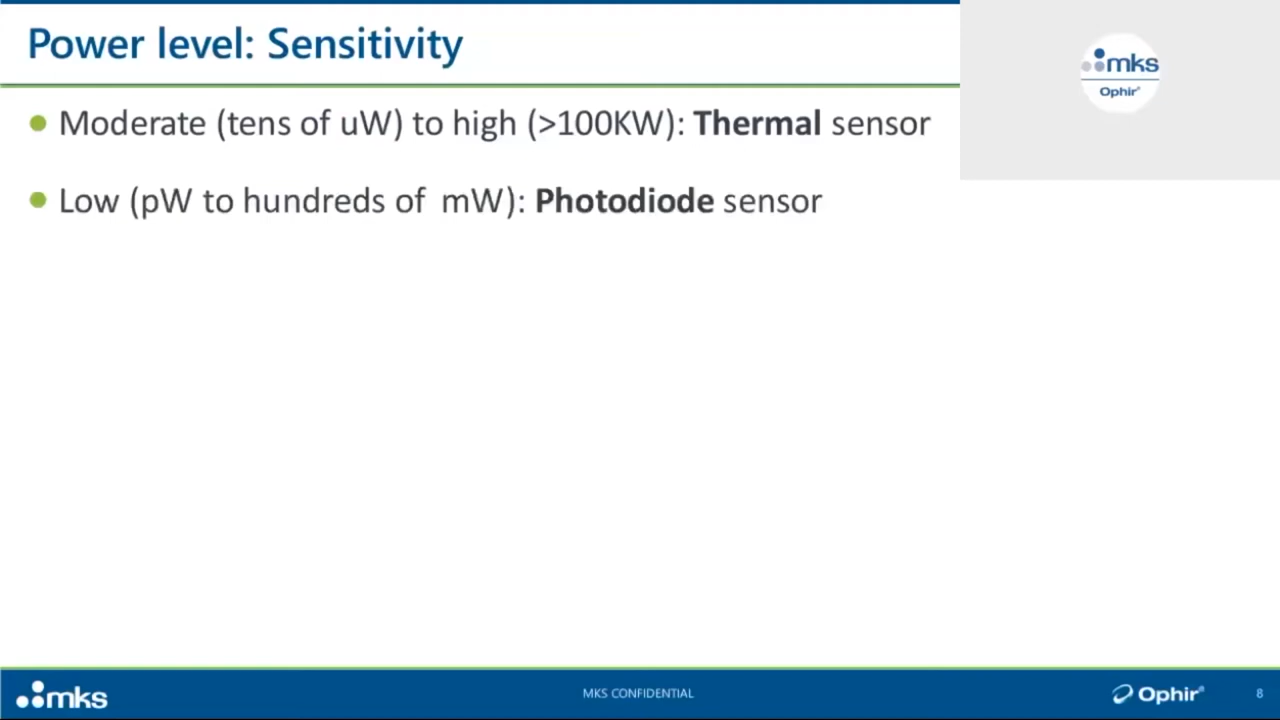 Power level: Sensitivity
mks
Ophir®
Moderate (tens of uW) to high (>100KW): Thermal sensor
Low (pW to hundreds of mW): Photodiode sensor
mks
MKS CONFIDENTIAL
Ophir®
8